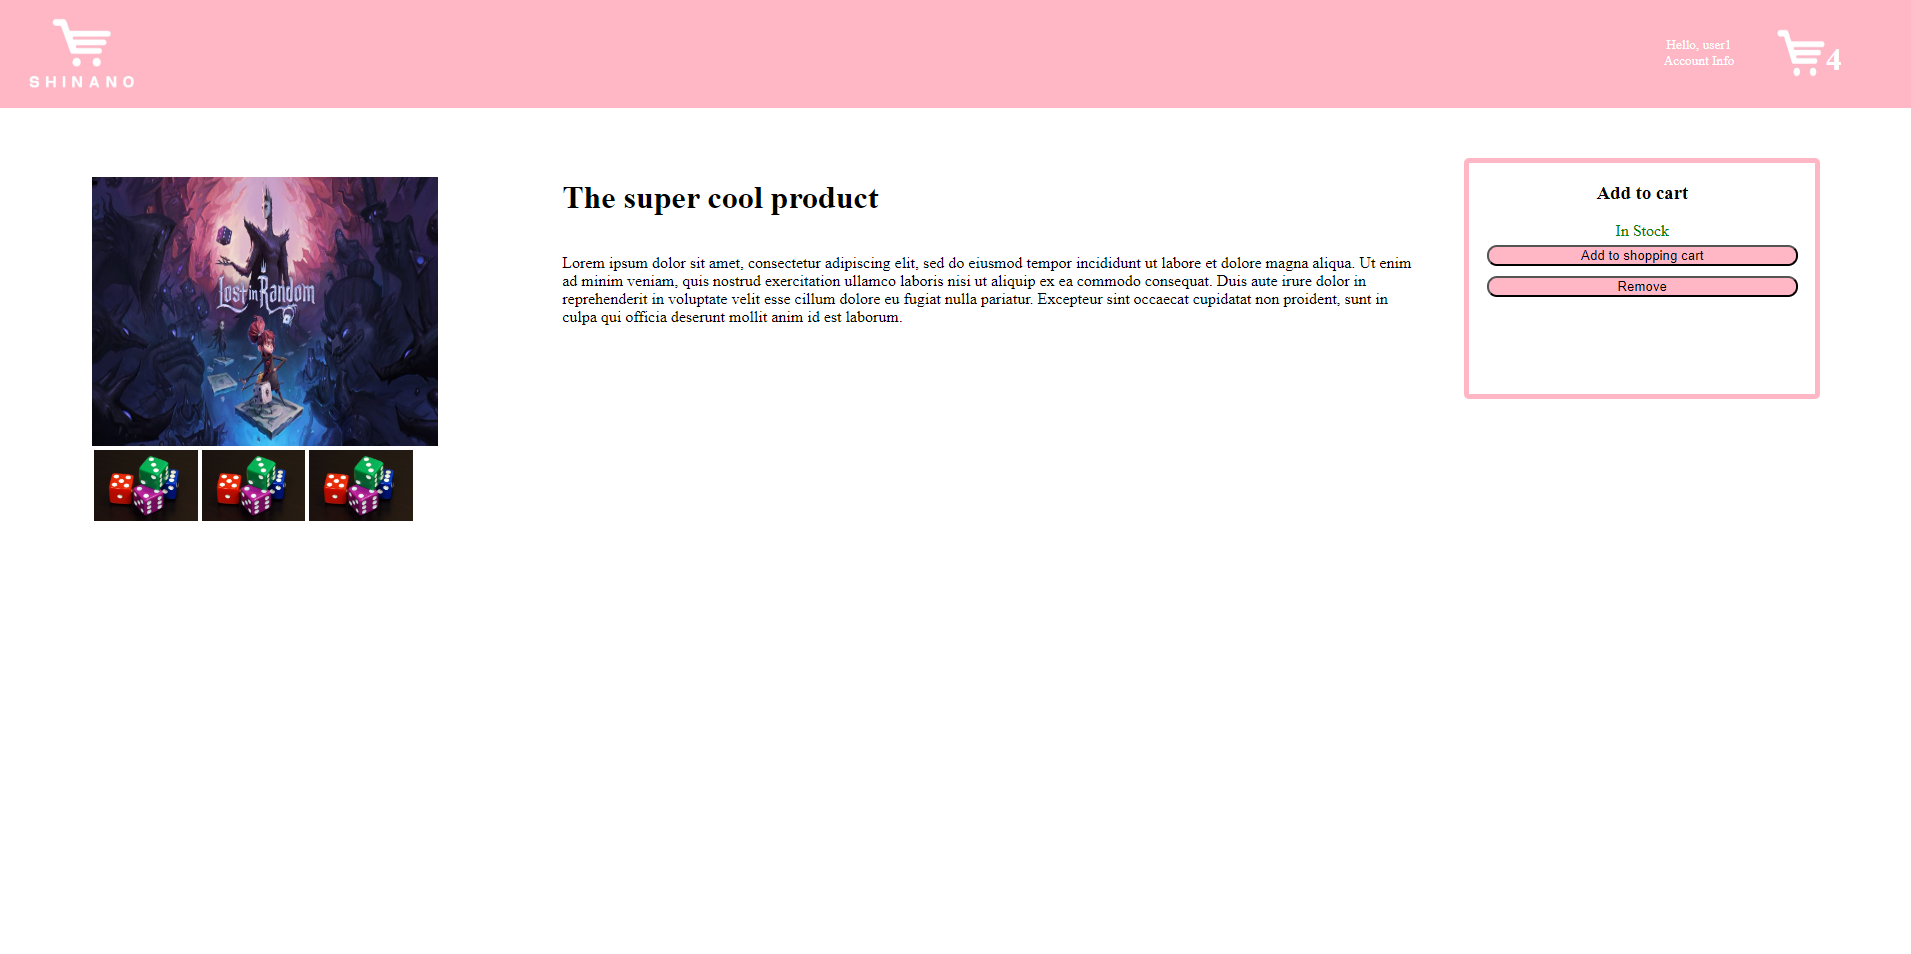 SHINANO
Hello, user1
Account Info
4
Lost in Random
The super cool product
Lorem ipsum dolor sit amet, consectetur adipiscing elit, sed do eiusmod tempor incididunt ut labore et dolore magna aliqua. Ut enim
ad minim veniam, quis nostrud exercitation ullamco laboris nisi ut aliquip ex ea commodo consequat. Duis aute irure dolor in
reprehenderit in voluptate velit esse cillum dolore eu fugiat nulla pariatur. Excepteur sint occaecat cupidatat non proident, sunt in
culpa qui officia deserunt mollit anim id est laborum.
Add to cart
In Stock
Add to shopping cart
Remove